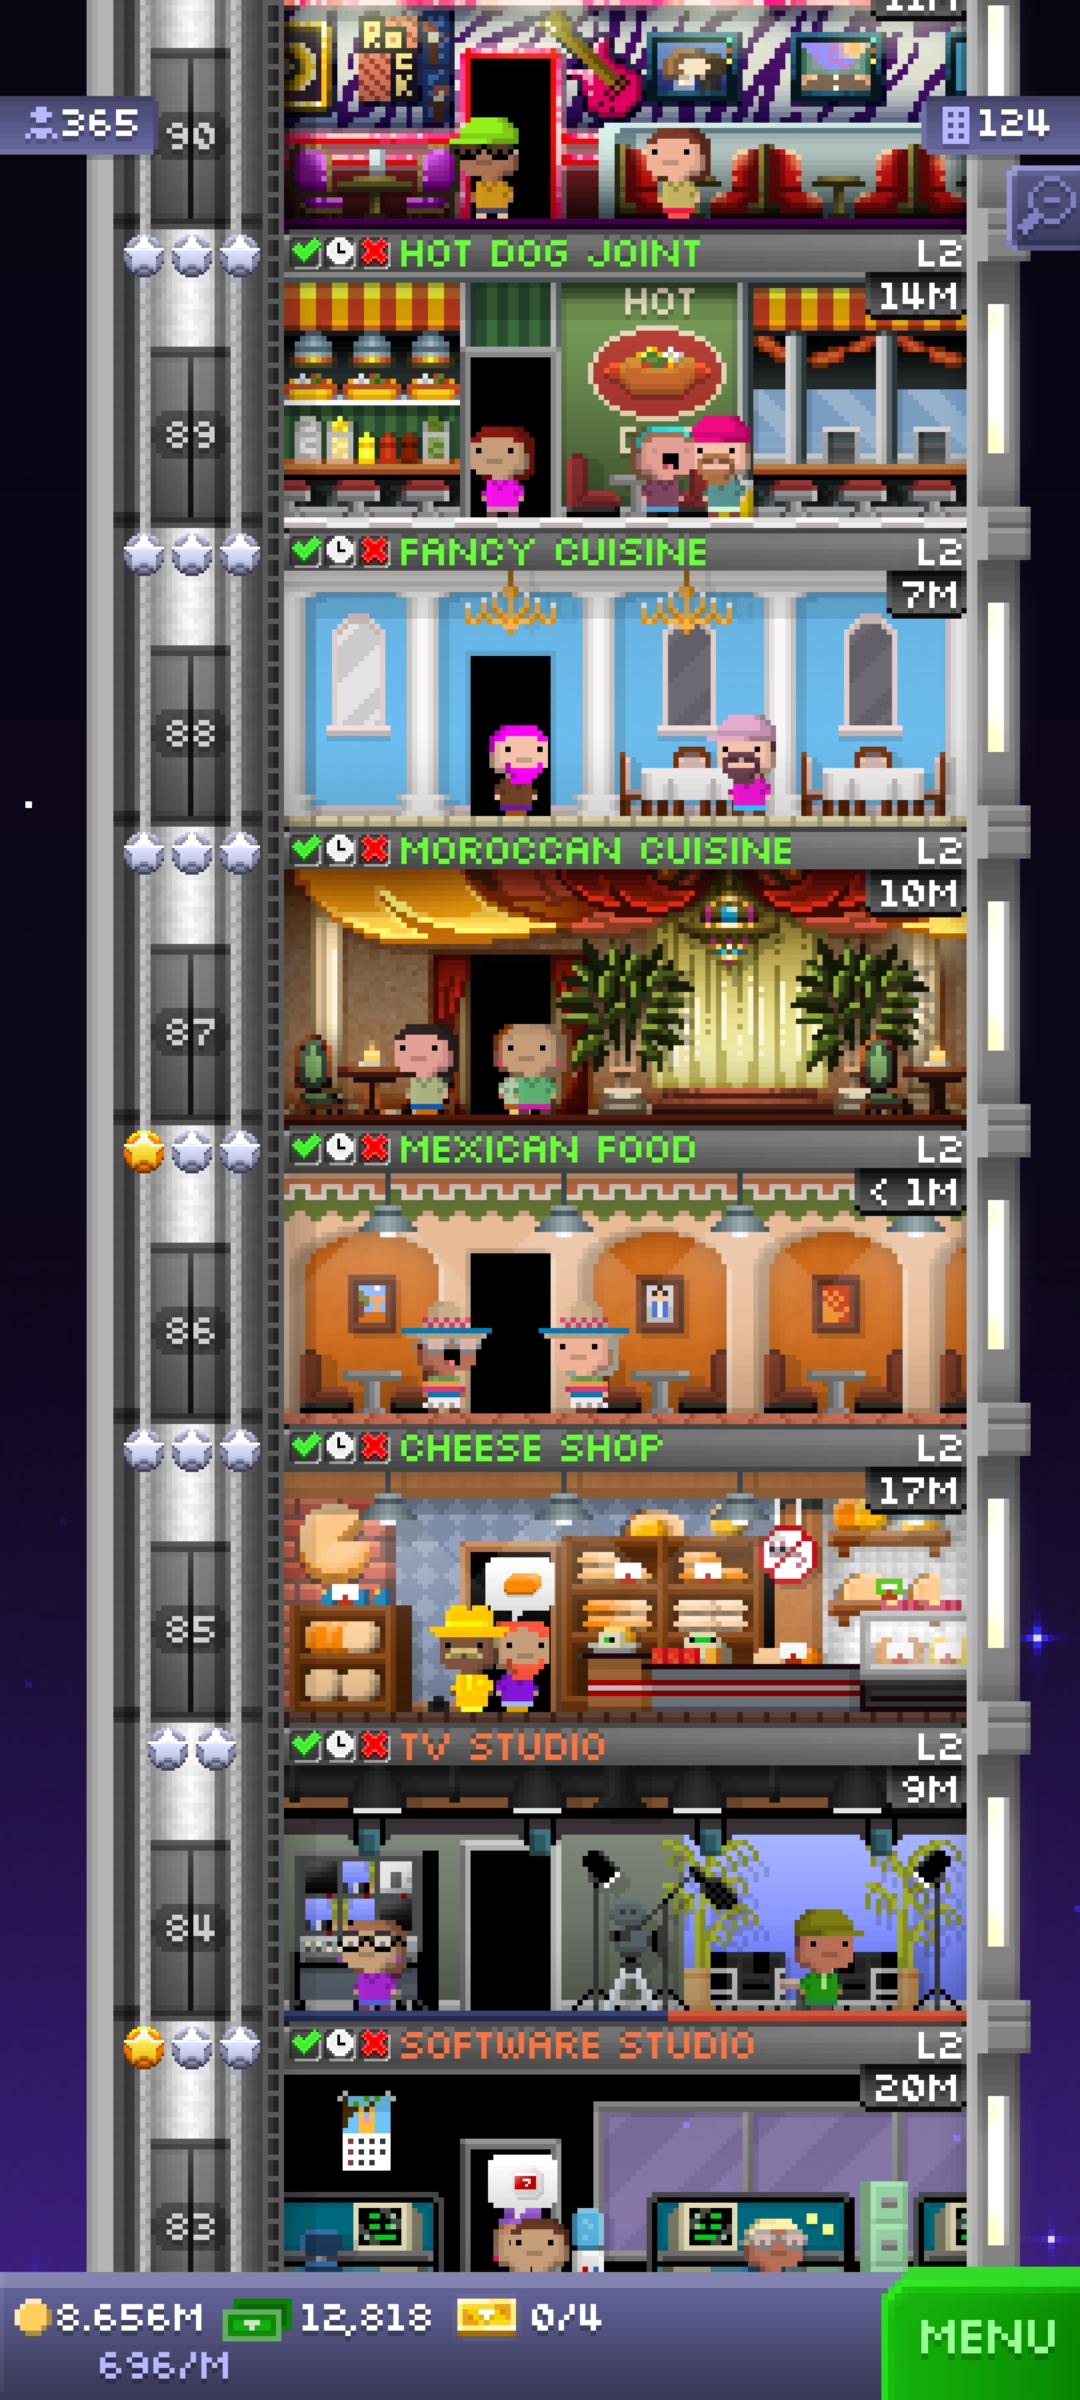 11M
ROCK
365
90
124
HOT DOG JOINT L2
14M
HOT
89
FANCY CUISINE L2
7M
88
MOROCCAN CUISINE L2
10M
87
MEXICAN FOOD L2
< 1M
86
CHEESE SHOP L2
17M
85
TV STUDIO L2
9M
84
SOFTWARE STUDIO L2
20M
?
83
8.656M 12,818 0/4
MENU
696/M